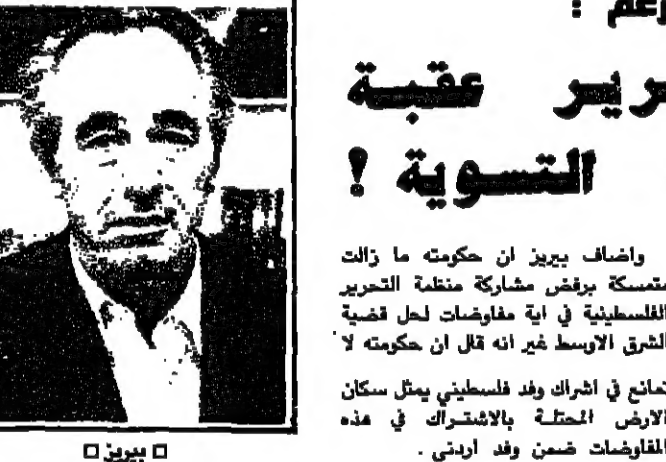 زعم :
رير عقبة
التسوية !
واضاف بيريز ان حكومته ما زالت
متمسكة برفض مشاركة منظمة التحرير
الفلسطينية في اية مفاوضات لحل قضية
الشرق الاوسط غير انه قال ان حكومته لا
تمانع في اشراك وفد فلسطيني يمثل سكان
الارض المحتلة بالاشتراك في هذه
المفاوضات ضمن وفد اردني .
□ بيريز □